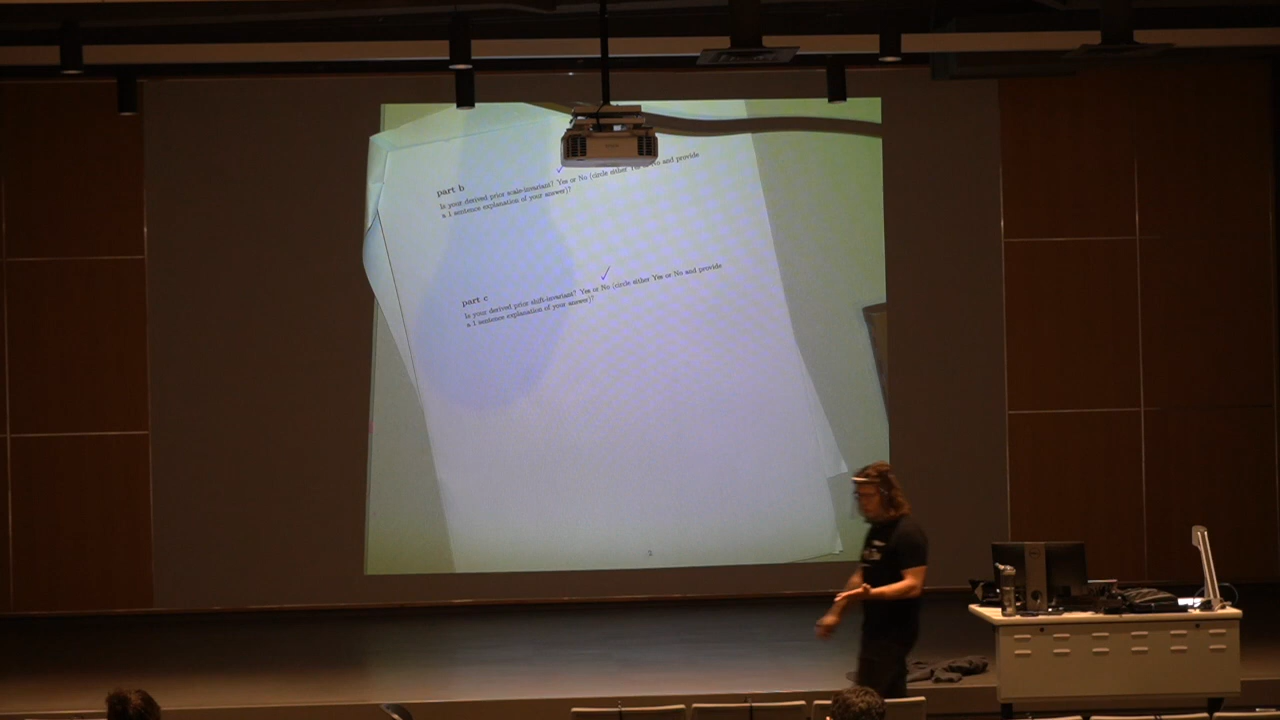 part b
Is your derived prior scale-invariant? Yes or No (circle either Yes or No and provide
a 1 sentence explanation of your answer)?
part c
Is your derived prior shift-invariant? Yes or No (circle either Yes or No and provide
a 1 sentence explanation of your answer)?
2